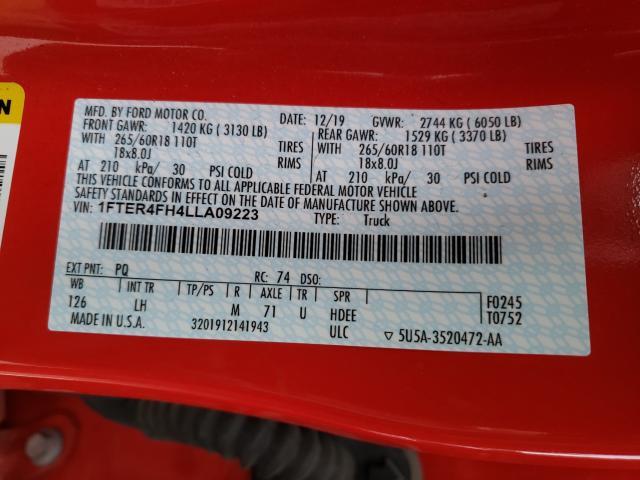 N
MFD. BY FORD MOTOR CO.
DATE: 12/19 GVWR: 2744 KG ( 6050 LB)
FRONT GAWR: 1420 KG ( 3130 LB)
REAR GAWR: 1529 KG ( 3370 LB)
WITH 265/60R18 110T TIRES
WITH 265/60R18 110T TIRES
18x8.0J RIMS
18x8.0J RIMS
AT 210 kPa/ 30 PSI COLD
AT 210 kPa/ 30 PSI COLD
THIS VEHICLE CONFORMS TO ALL APPLICABLE FEDERAL MOTOR VEHICLE
SAFETY STANDARDS IN EFFECT ON THE DATE OF MANUFACTURE SHOWN ABOVE.
VIN: 1FTER4FH4LLA09223
TYPE: Truck
EXT PNT: PQ RC: 74 DSO:
WB INT TR TP/PS R AXLE TR SPR
126 LH M 71 U HDEE
F0245
T0752
MADE IN U.S.A. 3201912141943 ULC ▽ 5U5A-3520472-AA